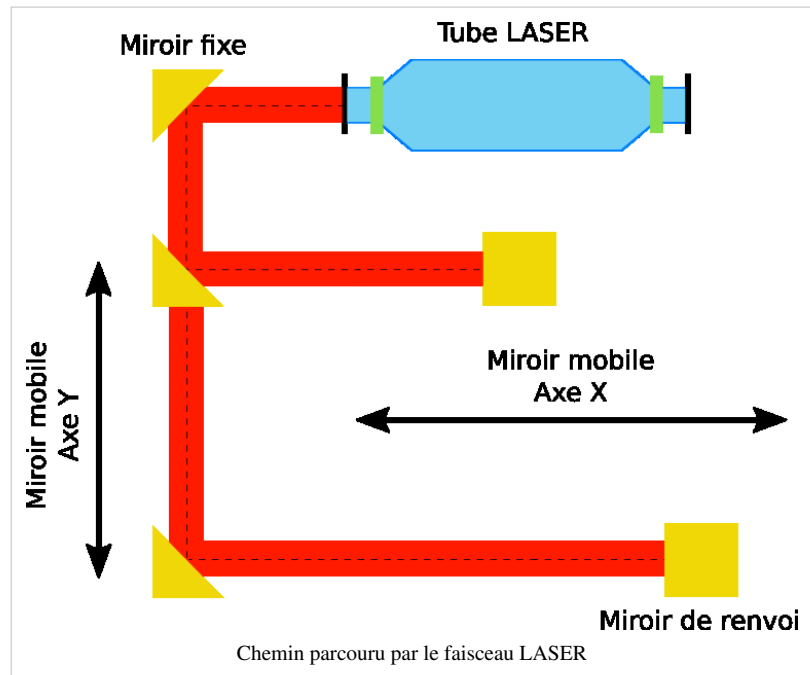 Tube LASER
Miroir fixe
Miroir mobile
Axe Y
Miroir mobile
Axe X
Miroir de renvoi
Chemin parcouru par le faisceau LASER